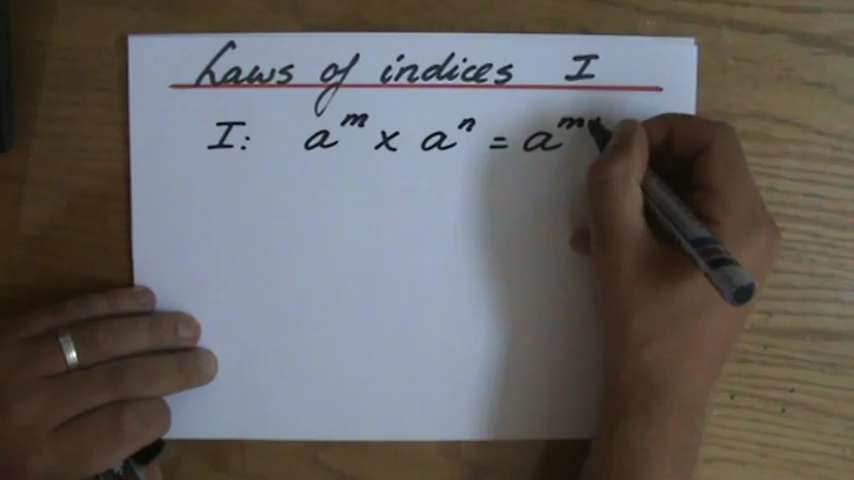 Laws of indices I
I: aᵐ × aⁿ = aᵐ